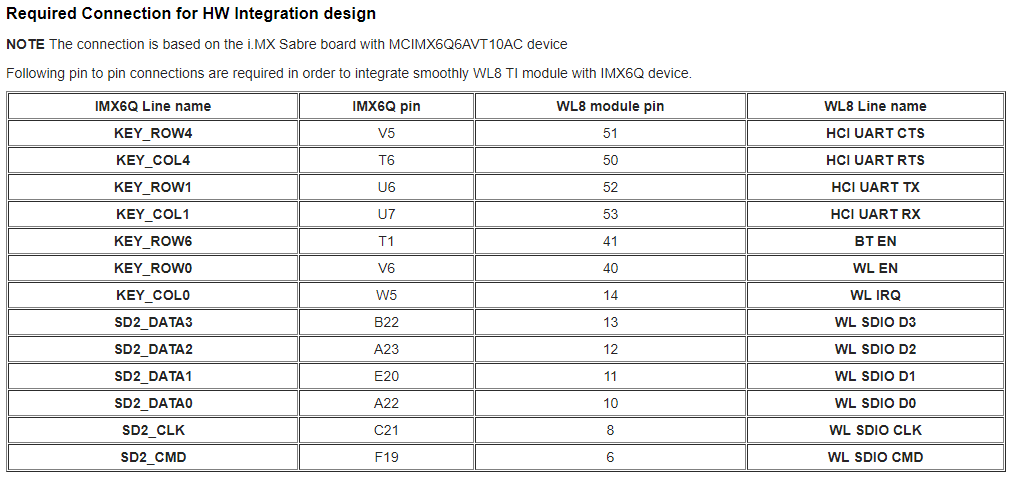 Required Connection for HW Integration design
NOTE The connection is based on the i.MX Sabre board with MCIMX6Q6AVT10AC device
Following pin to pin connections are required in order to integrate smoothly WL8 TI module with IMX6Q device.
IMX6Q Line name IMX6Q pin WL8 module pin WL8 Line name
KEY_ROW4 V5 51 HCI UART CTS
KEY_COL4 T6 50 HCI UART RTS
KEY_ROW1 U6 52 HCI UART TX
KEY_COL1 U7 53 HCI UART RX
KEY_ROW6 T1 41 BT EN
KEY_ROW0 V6 40 WL EN
KEY_COL0 W5 14 WL IRQ
SD2_DATA3 B22 13 WL SDIO D3
SD2_DATA2 A23 12 WL SDIO D2
SD2_DATA1 E20 11 WL SDIO D1
SD2_DATA0 A22 10 WL SDIO D0
SD2_CLK C21 8 WL SDIO CLK
SD2_CMD F19 6 WL SDIO CMD